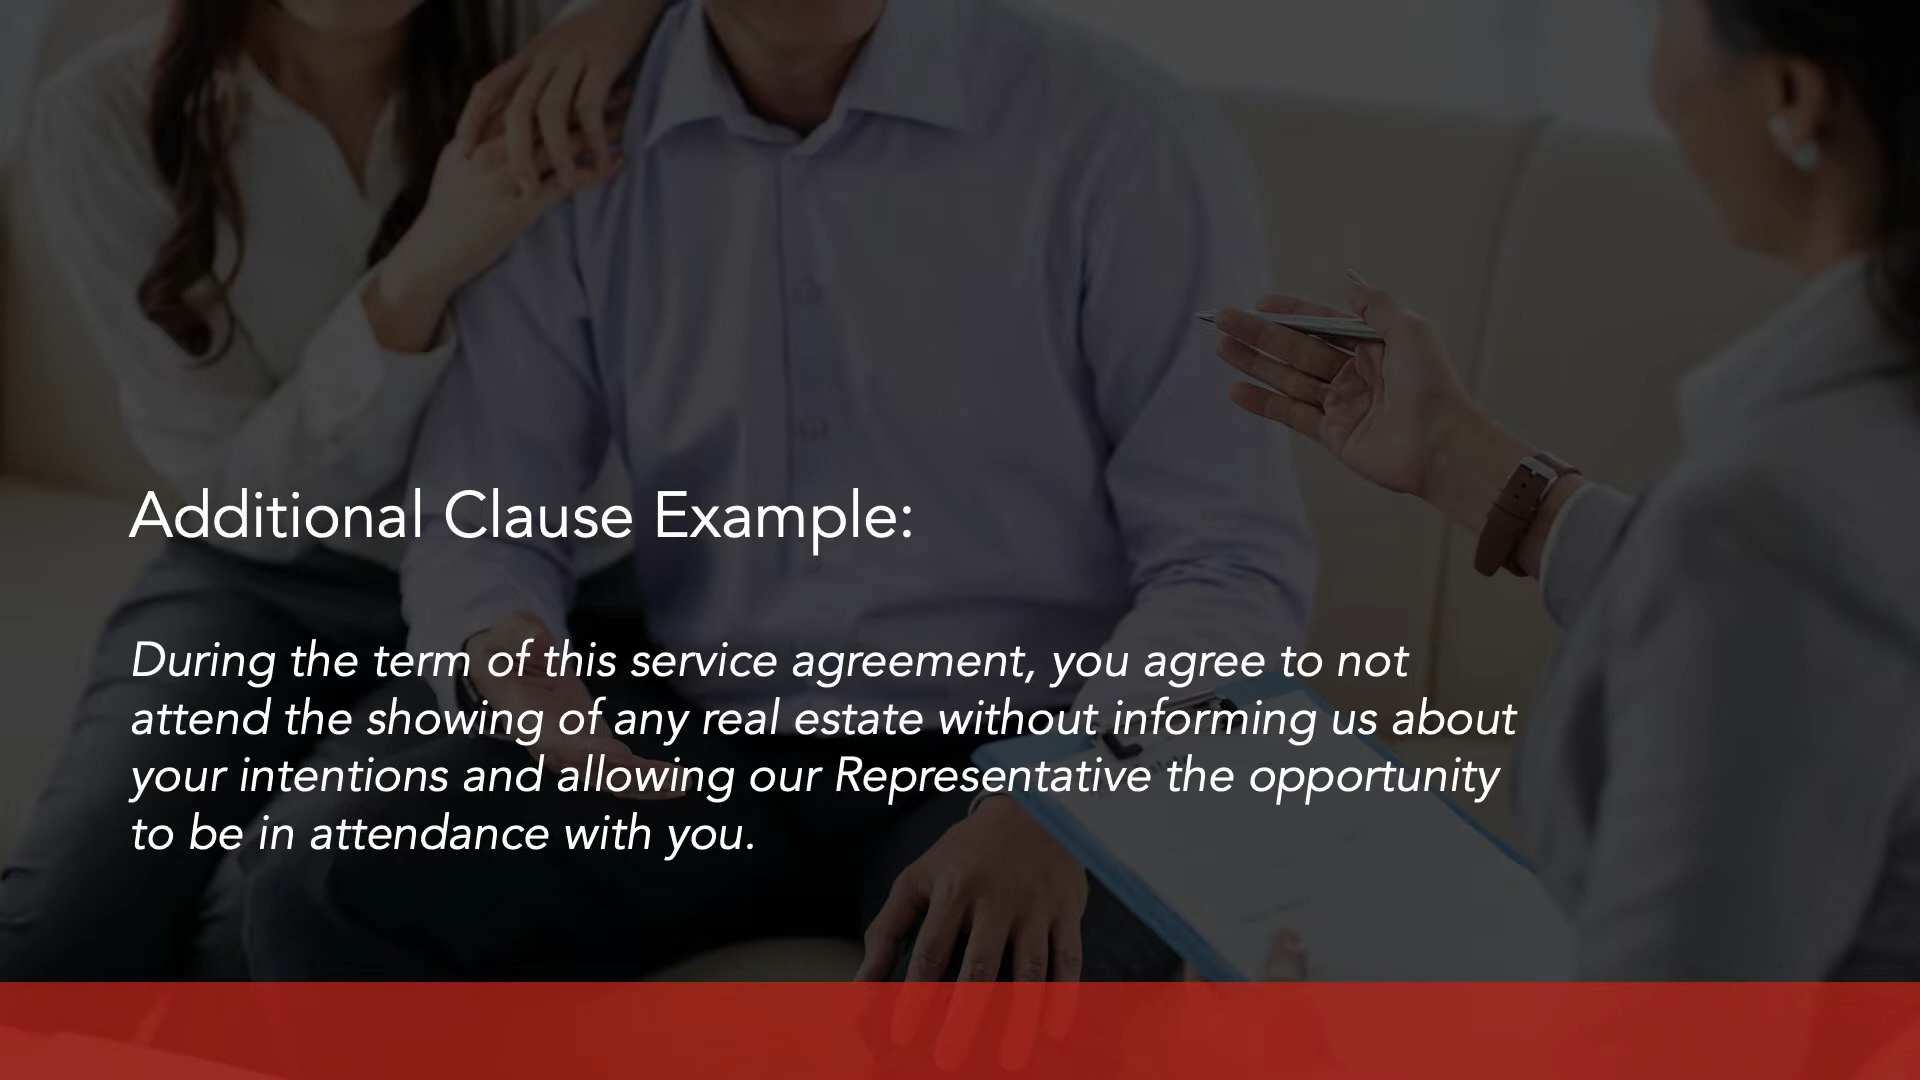 Additional Clause Example:
During the term of this service agreement, you agree to not
attend the showing of any real estate without informing us about
your intentions and allowing our Representative the opportunity
to be in attendance with you.